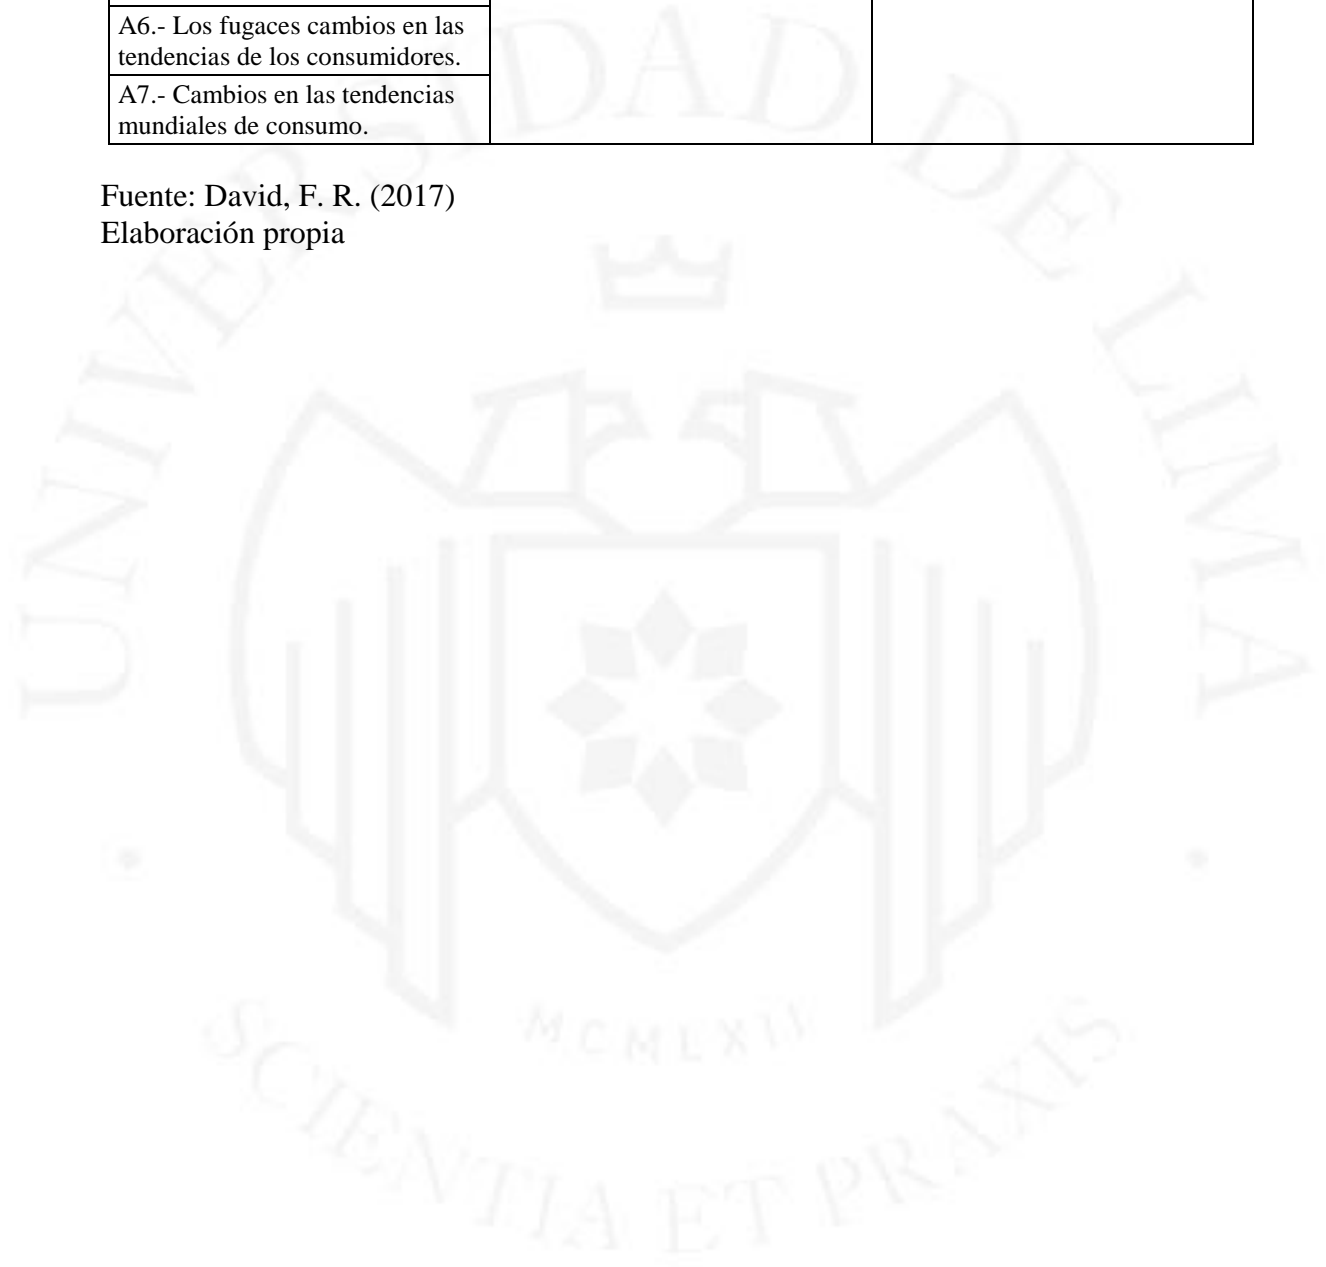 A6.- Los fugaces cambios en las
tendencias de los consumidores.
A7.- Cambios en las tendencias
mundiales de consumo.
Fuente: David, F. R. (2017)
Elaboración propia
UNIVERSIDAD DE LIMA
MCMLXII
SCIENTIA ET PRAXIS